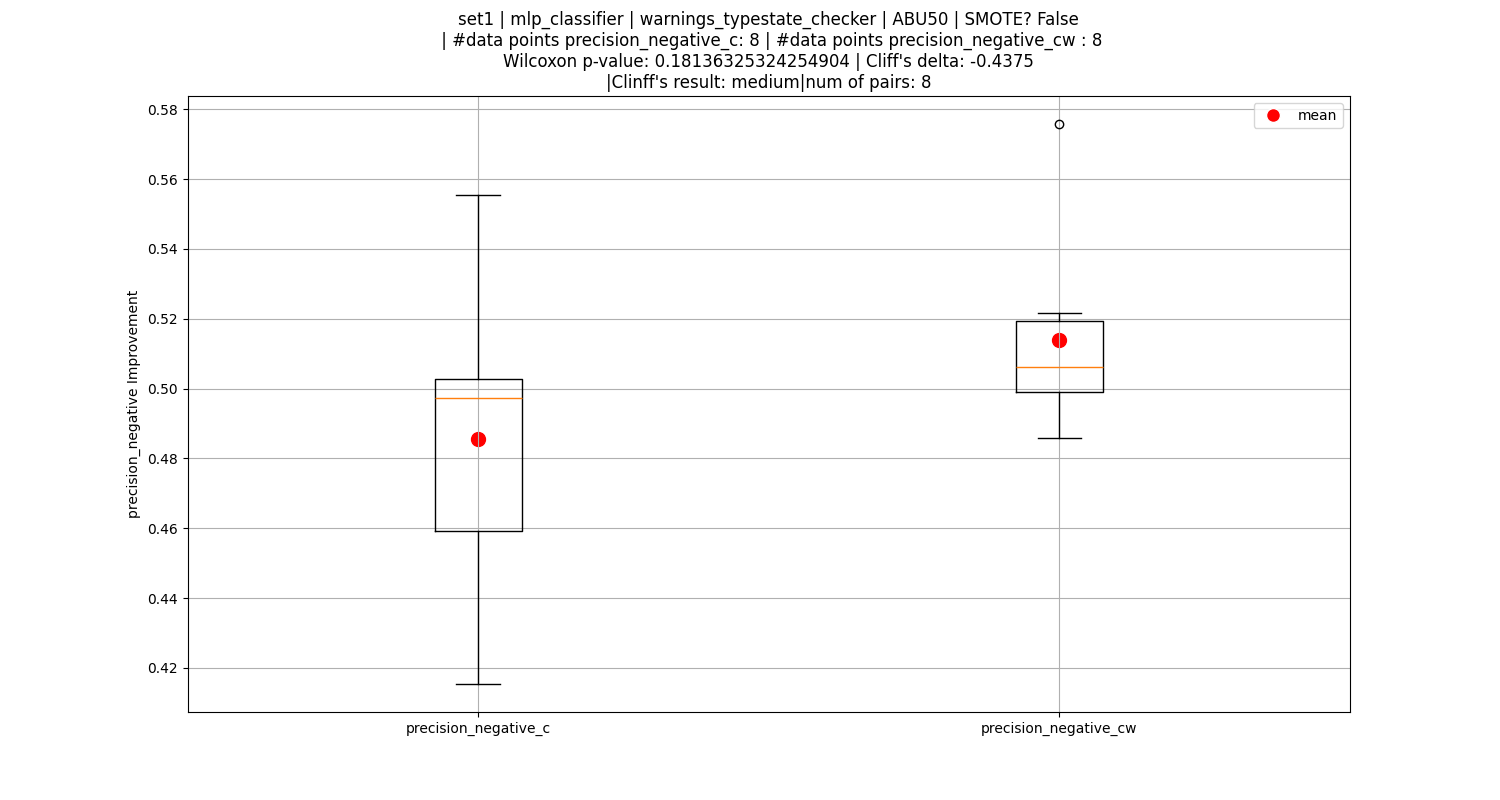 set1 | mlp_classifier | warnings_typestate_checker | ABU50 | SMOTE? False
| #data points precision_negative_c: 8 | #data points precision_negative_cw : 8
Wilcoxon p-value: 0.18136325324254904 | Cliff's delta: -0.4375
|Clinff's result: medium|num of pairs: 8
mean
0.58
0.56
0.54
0.52
0.50
0.48
0.46
0.44
0.42
precision_negative Improvement
precision_negative_c
precision_negative_cw